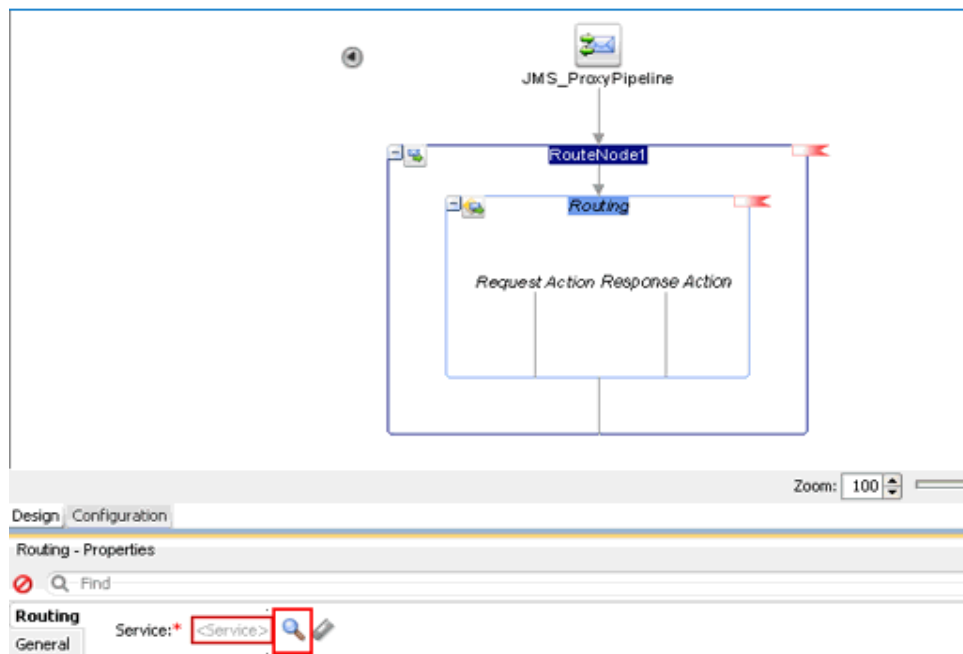 JMS_ProxyPipeline
RouteNode1
Routing
Request Action Response Action
Zoom: 100
Design Configuration
Routing - Properties
Find
Routing
Service:* <Service>
General